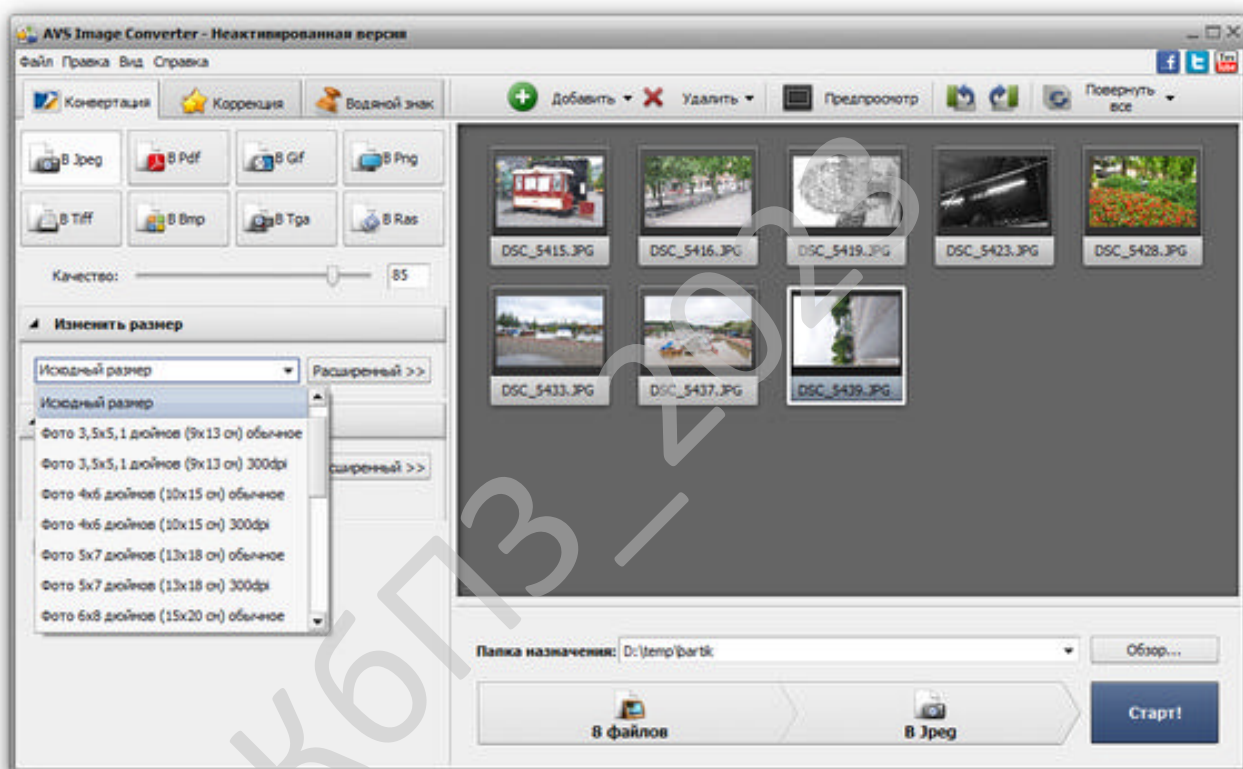 AVS Image Converter - Неактивированная версия
Файл Правка Вид Справка
Конвертация Коррекция Водяной знак
Добавить Удалить Предпросмотр Повернуть все
В Jpeg В Pdf В Gif В Png
В Tiff В Bmp В Tga В Ras
Качество: 85
Изменить размер
Исходный размер Расширенный >>
Исходный размер
Фото 3,5x5,1 дюймов (9x13 см) обычное
Фото 3,5x5,1 дюймов (9x13 см) 300dpi
сширенный >>
Фото 4x6 дюймов (10x15 см) обычное
Фото 4x6 дюймов (10x15 см) 300dpi
Фото 5x7 дюймов (13x18 см) обычное
Фото 5x7 дюймов (13x18 см) 300dpi
Фото 6x8 дюймов (15x20 см) обычное
DSC_5415.JPG DSC_5416.JPG DSC_5419.JPG DSC_5423.JPG DSC_5428.JPG
DSC_5433.JPG DSC_5437.JPG DSC_5439.JPG
Папка назначения: D:\temp\bartik Обзор...
8 файлов В Jpeg Старт!
КбПЗ_2023